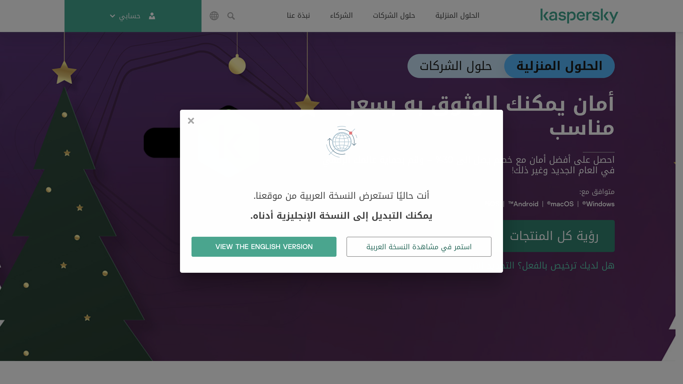 kaspersky
الحلول المنزلية
حلول الشركات
الشركاء
نبذة عنا
حسابي
الحلول المنزلية
حلول الشركات
أمان يمكنك الوثوق به بسعر
مناسب
احصل على أفضل أمان مع
في العام الجديد وغير ذلك!
متوافق مع:
Windows® | macOS® | Android™
رؤية كل المنتجات
هل لديك ترخيص بالفعل؟
×
أنت حاليًا تستعرض النسخة العربية من موقعنا.
يمكنك التبديل إلى النسخة الإنجليزية أدناه.
استمر في مشاهدة النسخة العربية
VIEW THE ENGLISH VERSION